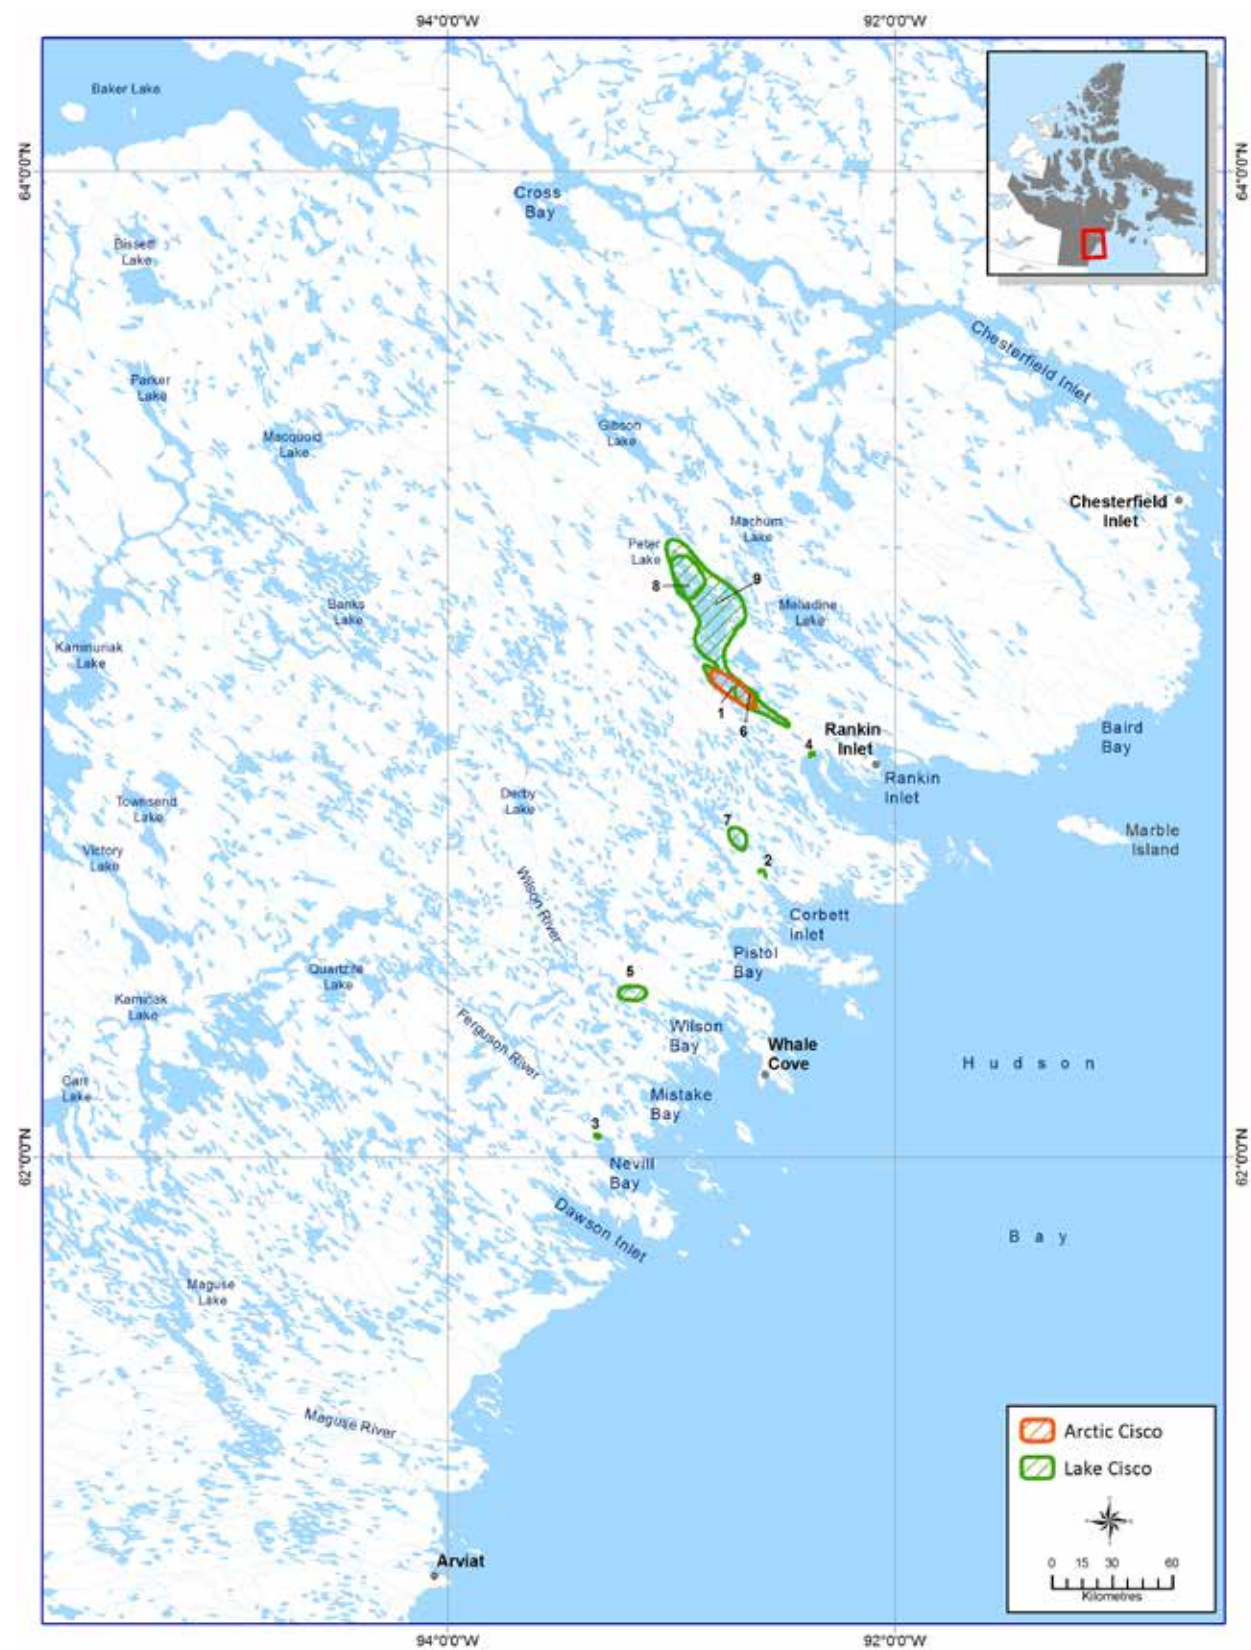 94°0'0"W
92°0'0"W
Baker Lake
64°0'0"N
64°0'0"N
Cross
Bay
Bissett
Lake
Chesterfield Inlet
Parker
Lake
Macquoid
Lake
Gibson
Lake
Chesterfield
Inlet
Machum
Lake
Peter
Lake
8
9
Banks
Lake
Meliadine
Lake
Kaminuriak
Lake
1
6
Rankin
Inlet
4
Baird
Bay
Rankin
Inlet
Derby
Lake
Townsend
Lake
7
Marble
Island
Victory
Lake
2
Wilson River
Corbett
Inlet
Pistol
Bay
5
Quartzite
Lake
Kaminak
Lake
Ferguson River
Wilson
Bay
Whale
Cove
Hudson
Carr
Lake
Mistake
Bay
3
62°0'0"N
62°0'0"N
Nevill
Bay
Dawson Inlet
Bay
Maguse
Lake
Maguse River
Arctic Cisco
Lake Cisco
0 15 30 60
Kilometres
Arviat
94°0'0"W
92°0'0"W